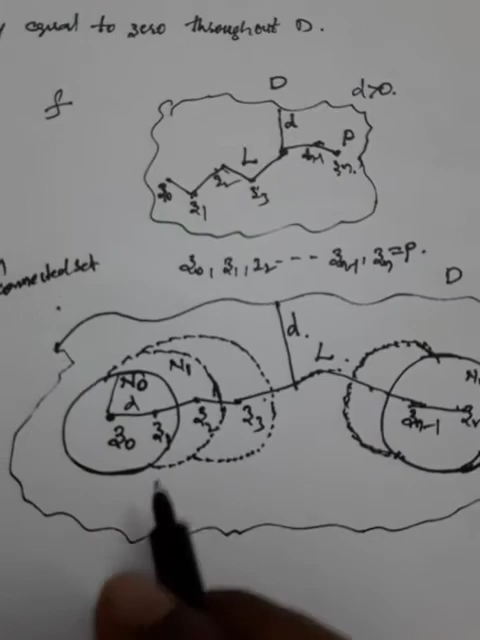 y equal to zero throughout D.
f
D
d>0.
d
P
L
z0
z1
z2
z3
zn-1
zn.
connected set
z0, z1, z2 - - - - zn-1, zn=P.
D
d.
L.
N0
N1
d
z0
z1
z2
z3
zn-1